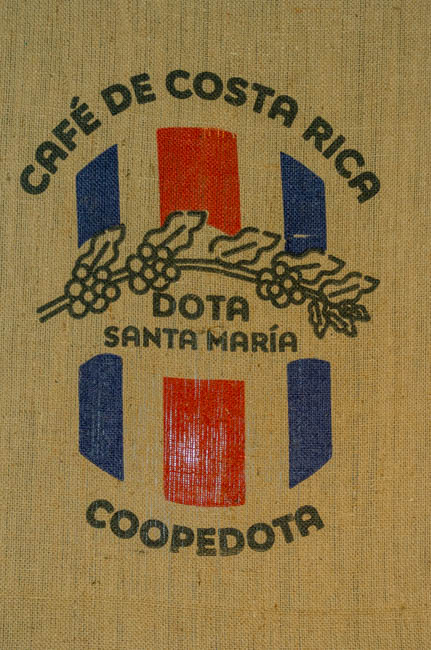 CAFÉ DE COSTA RICA
DOTA
SANTA MARÍA
COOPEDOTA